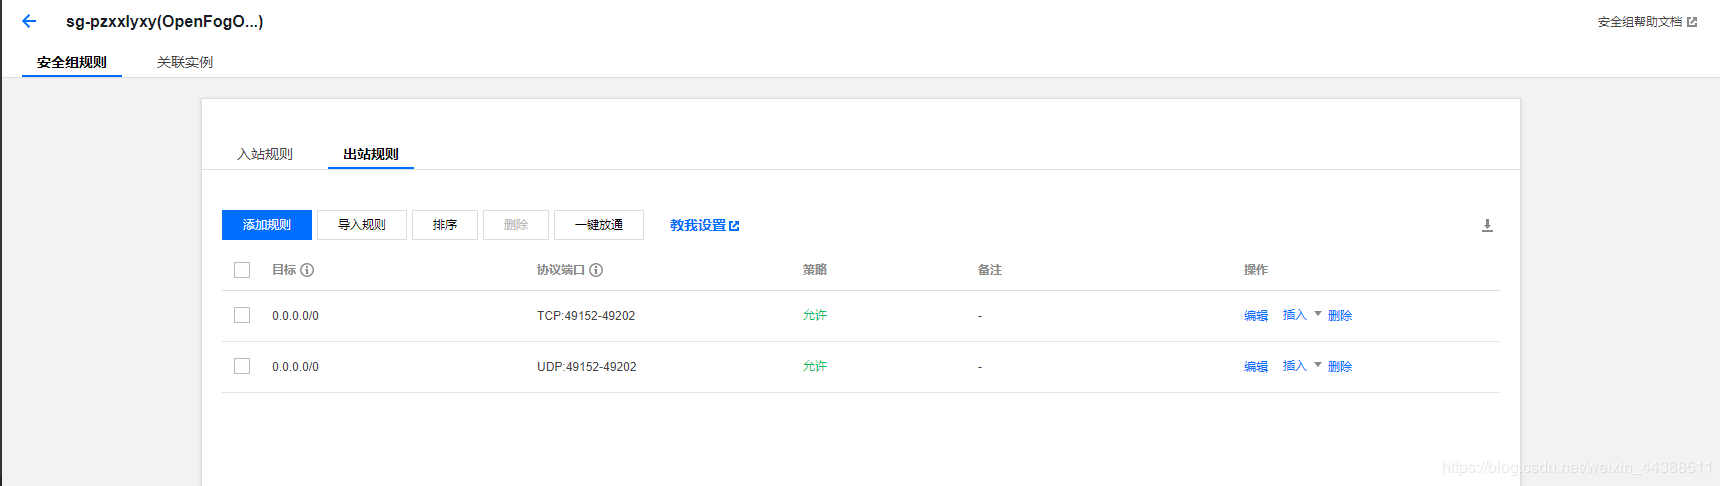 sg-pzxxlyxy(OpenFogO...)
安全组帮助文档
安全组规则 关联实例
入站规则 出站规则
添加规则 导入规则 排序 删除 一键放通 教我设置
目标 协议端口 策略 备注 操作
0.0.0.0/0 TCP:49152-49202 允许 - 编辑 插入 删除
0.0.0.0/0 UDP:49152-49202 允许 - 编辑 插入 删除
https://blog.csdn.net/weixin_44388511